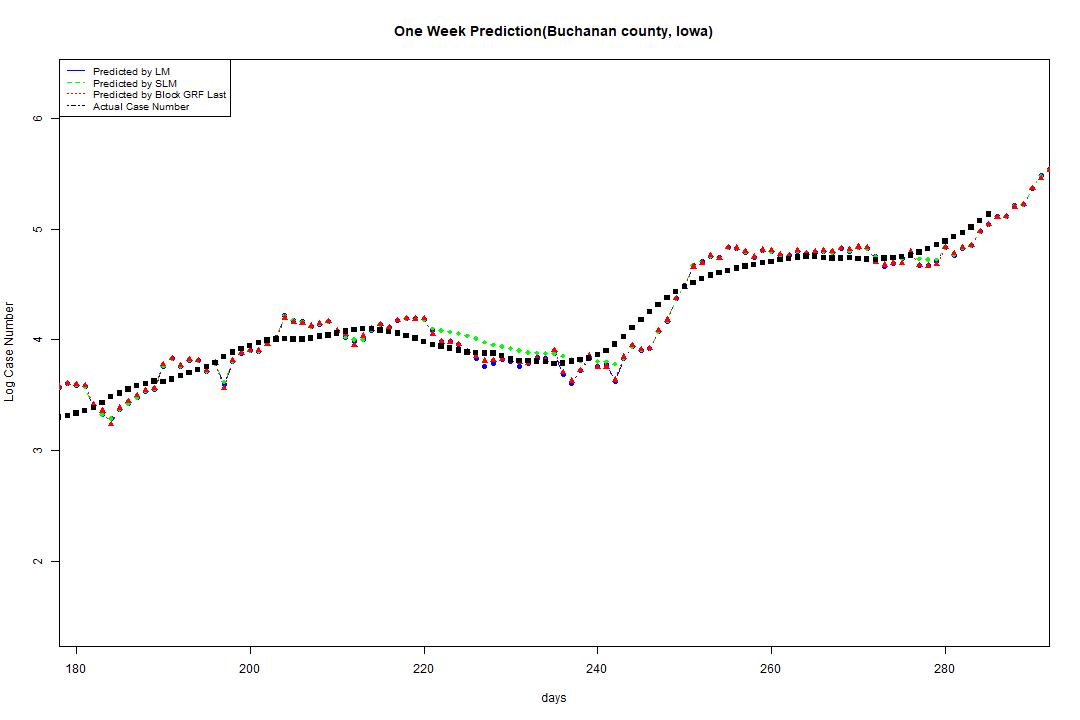 One Week Prediction(Buchanan county, Iowa)
Predicted by LM
Predicted by SLM
Predicted by Block GRF Last
Actual Case Number
Log Case Number
6
5
4
3
2
180 200 220 240 260 280
days